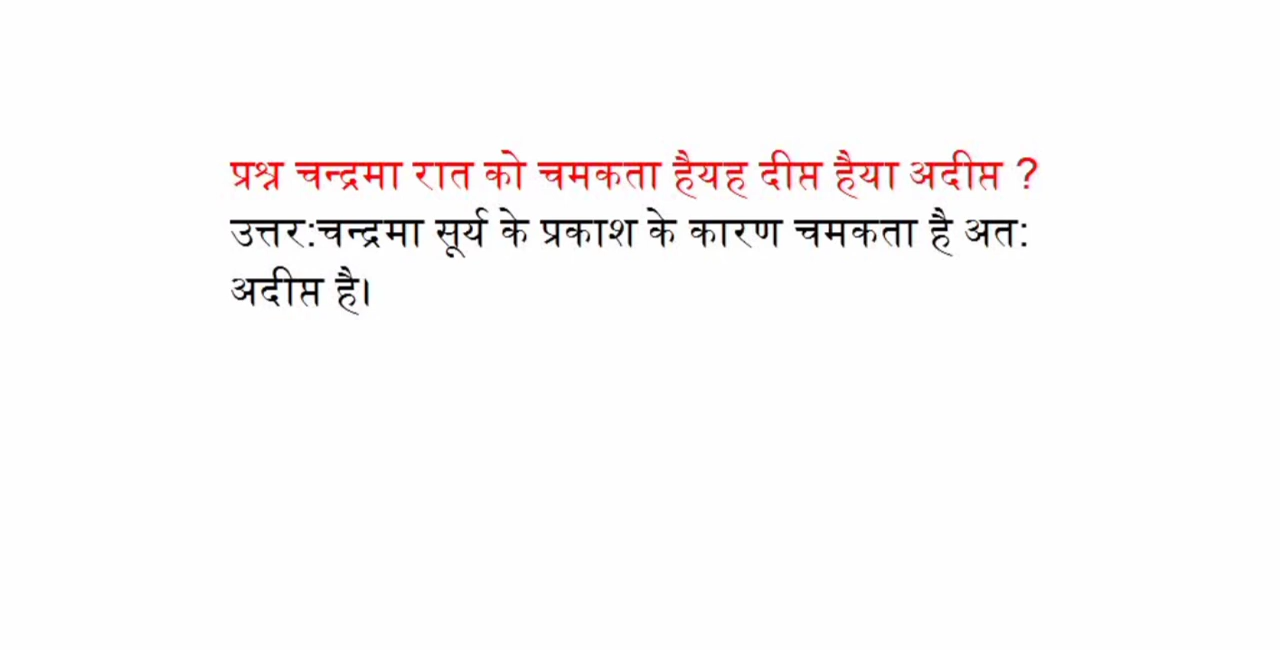 प्रश्न चन्द्रमा रात को चमकता हैयह दीप्त हैया अदीप्त ?
उत्तर:चन्द्रमा सूर्य के प्रकाश के कारण चमकता है अत:
अदीप्त है।